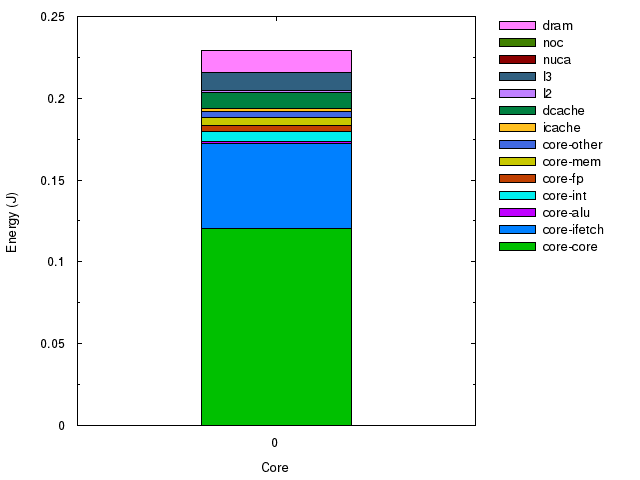 0.25
0.2
0.15
0.1
0.05
0
Energy (J)
0
Core
dram
noc
nuca
l3
l2
dcache
icache
core-other
core-mem
core-fp
core-int
core-alu
core-ifetch
core-core